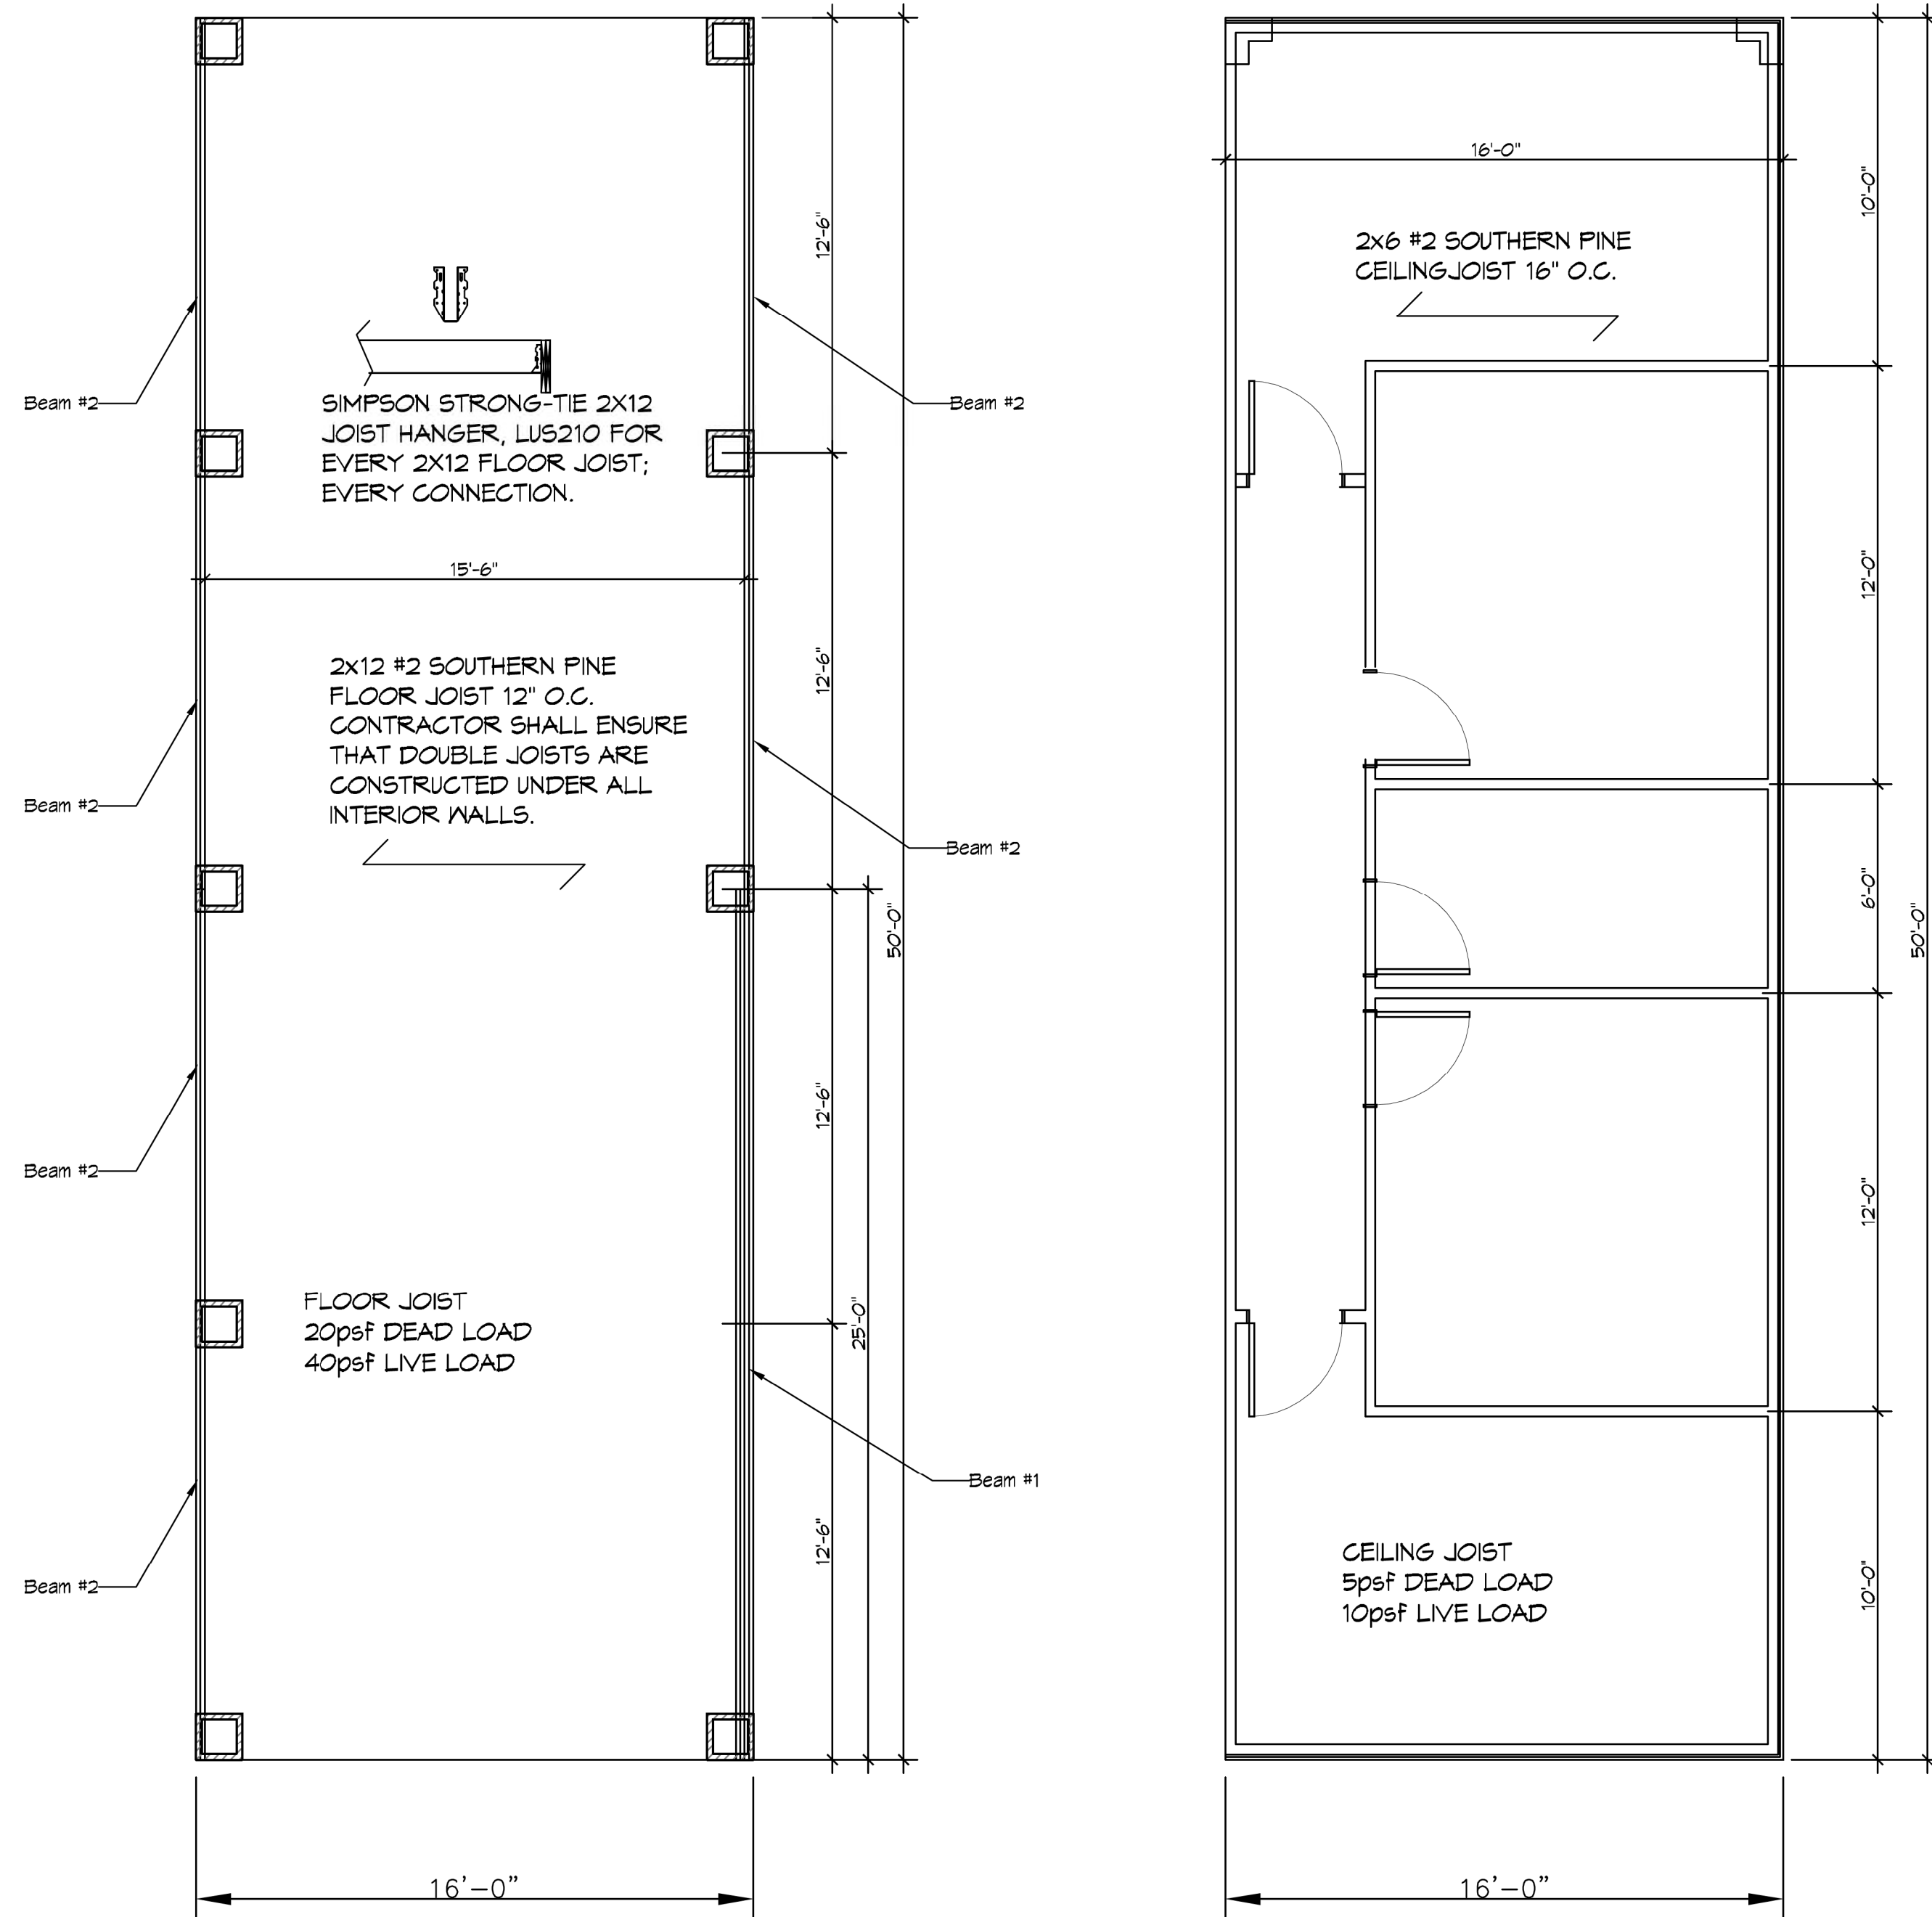 12'-6"
Beam #2
SIMPSON STRONG-TIE 2X12
JOIST HANGER, LUS210 FOR
EVERY 2X12 FLOOR JOIST;
EVERY CONNECTION.
Beam #2
15'-6"
12'-6"
2x12 #2 SOUTHERN PINE
FLOOR JOIST 12" O.C.
CONTRACTOR SHALL ENSURE
THAT DOUBLE JOISTS ARE
CONSTRUCTED UNDER ALL
INTERIOR WALLS.
Beam #2
Beam #2
50'-0"
12'-6"
Beam #2
FLOOR JOIST
20psf DEAD LOAD
40psf LIVE LOAD
25'-0"
Beam #1
12'-6"
Beam #2
16'-0"
16'-0"
10'-0"
2x6 #2 SOUTHERN PINE
CEILINGJOIST 16" O.C.
12'-0"
6'-0"
50'-0"
12'-0"
CEILING JOIST
5psf DEAD LOAD
10psf LIVE LOAD
10'-0"
16'-0"